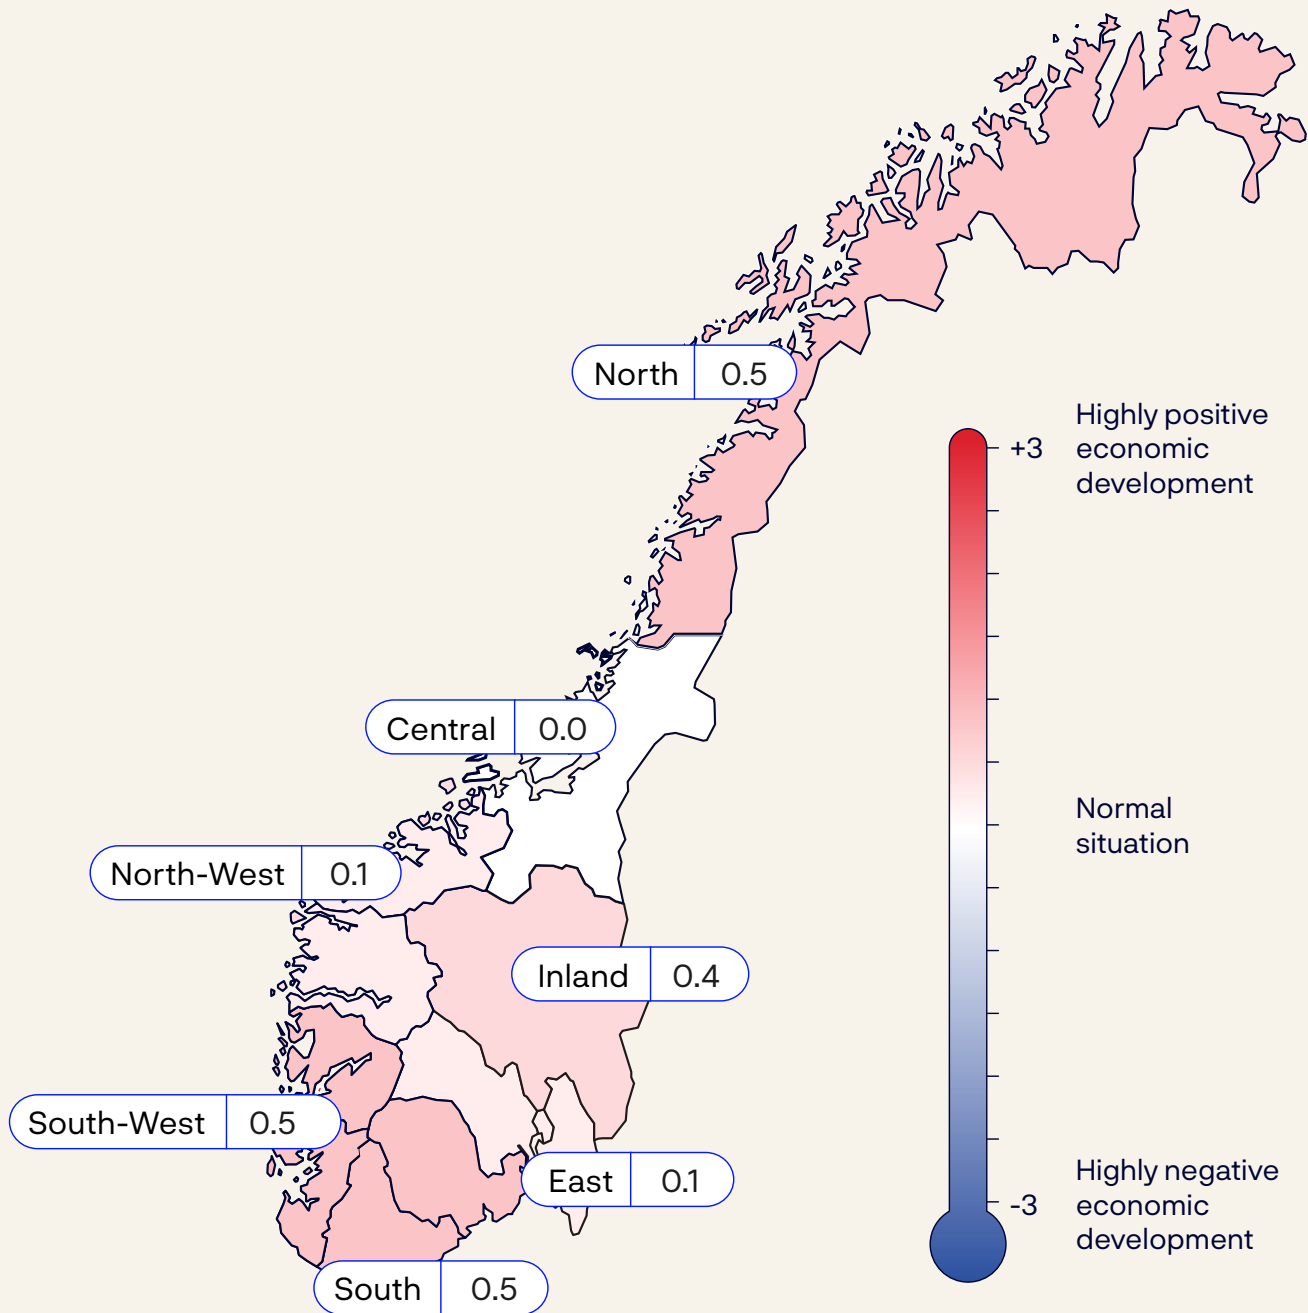 North 0.5
Highly positive
economic
development
+3
Central 0.0
Normal
situation
North-West 0.1
Inland 0.4
South-West 0.5
East 0.1
Highly negative
economic
development
-3
South 0.5